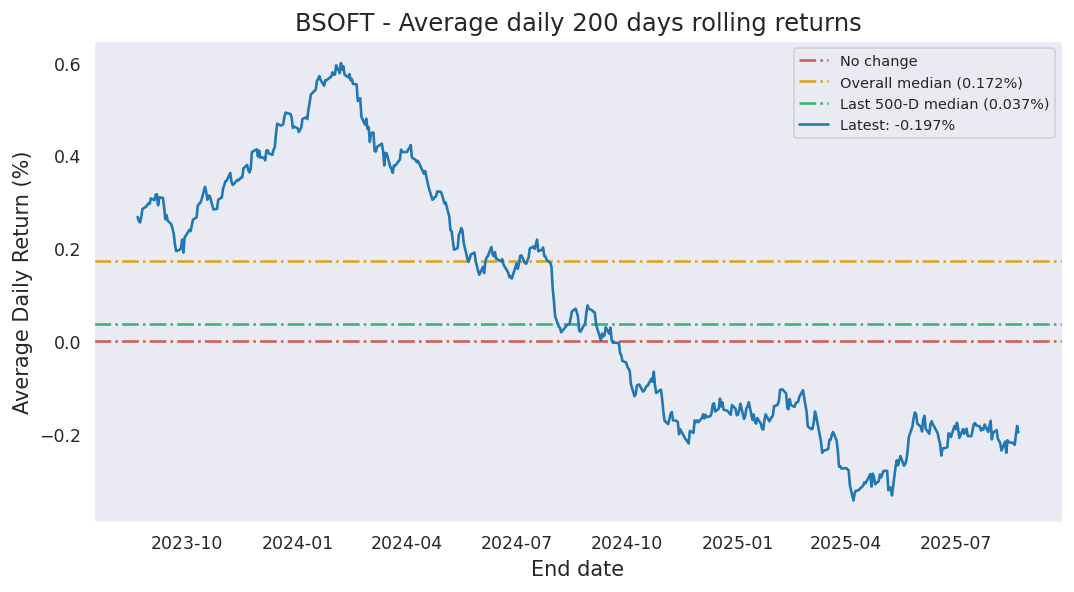 BSOFT - Average daily 200 days rolling returns
No change
Overall median (0.172%)
Last 500-D median (0.037%)
Latest: -0.197%
Average Daily Return (%)
0.6
0.4
0.2
0.0
−0.2
2023-10 2024-01 2024-04 2024-07 2024-10 2025-01 2025-04 2025-07
End date